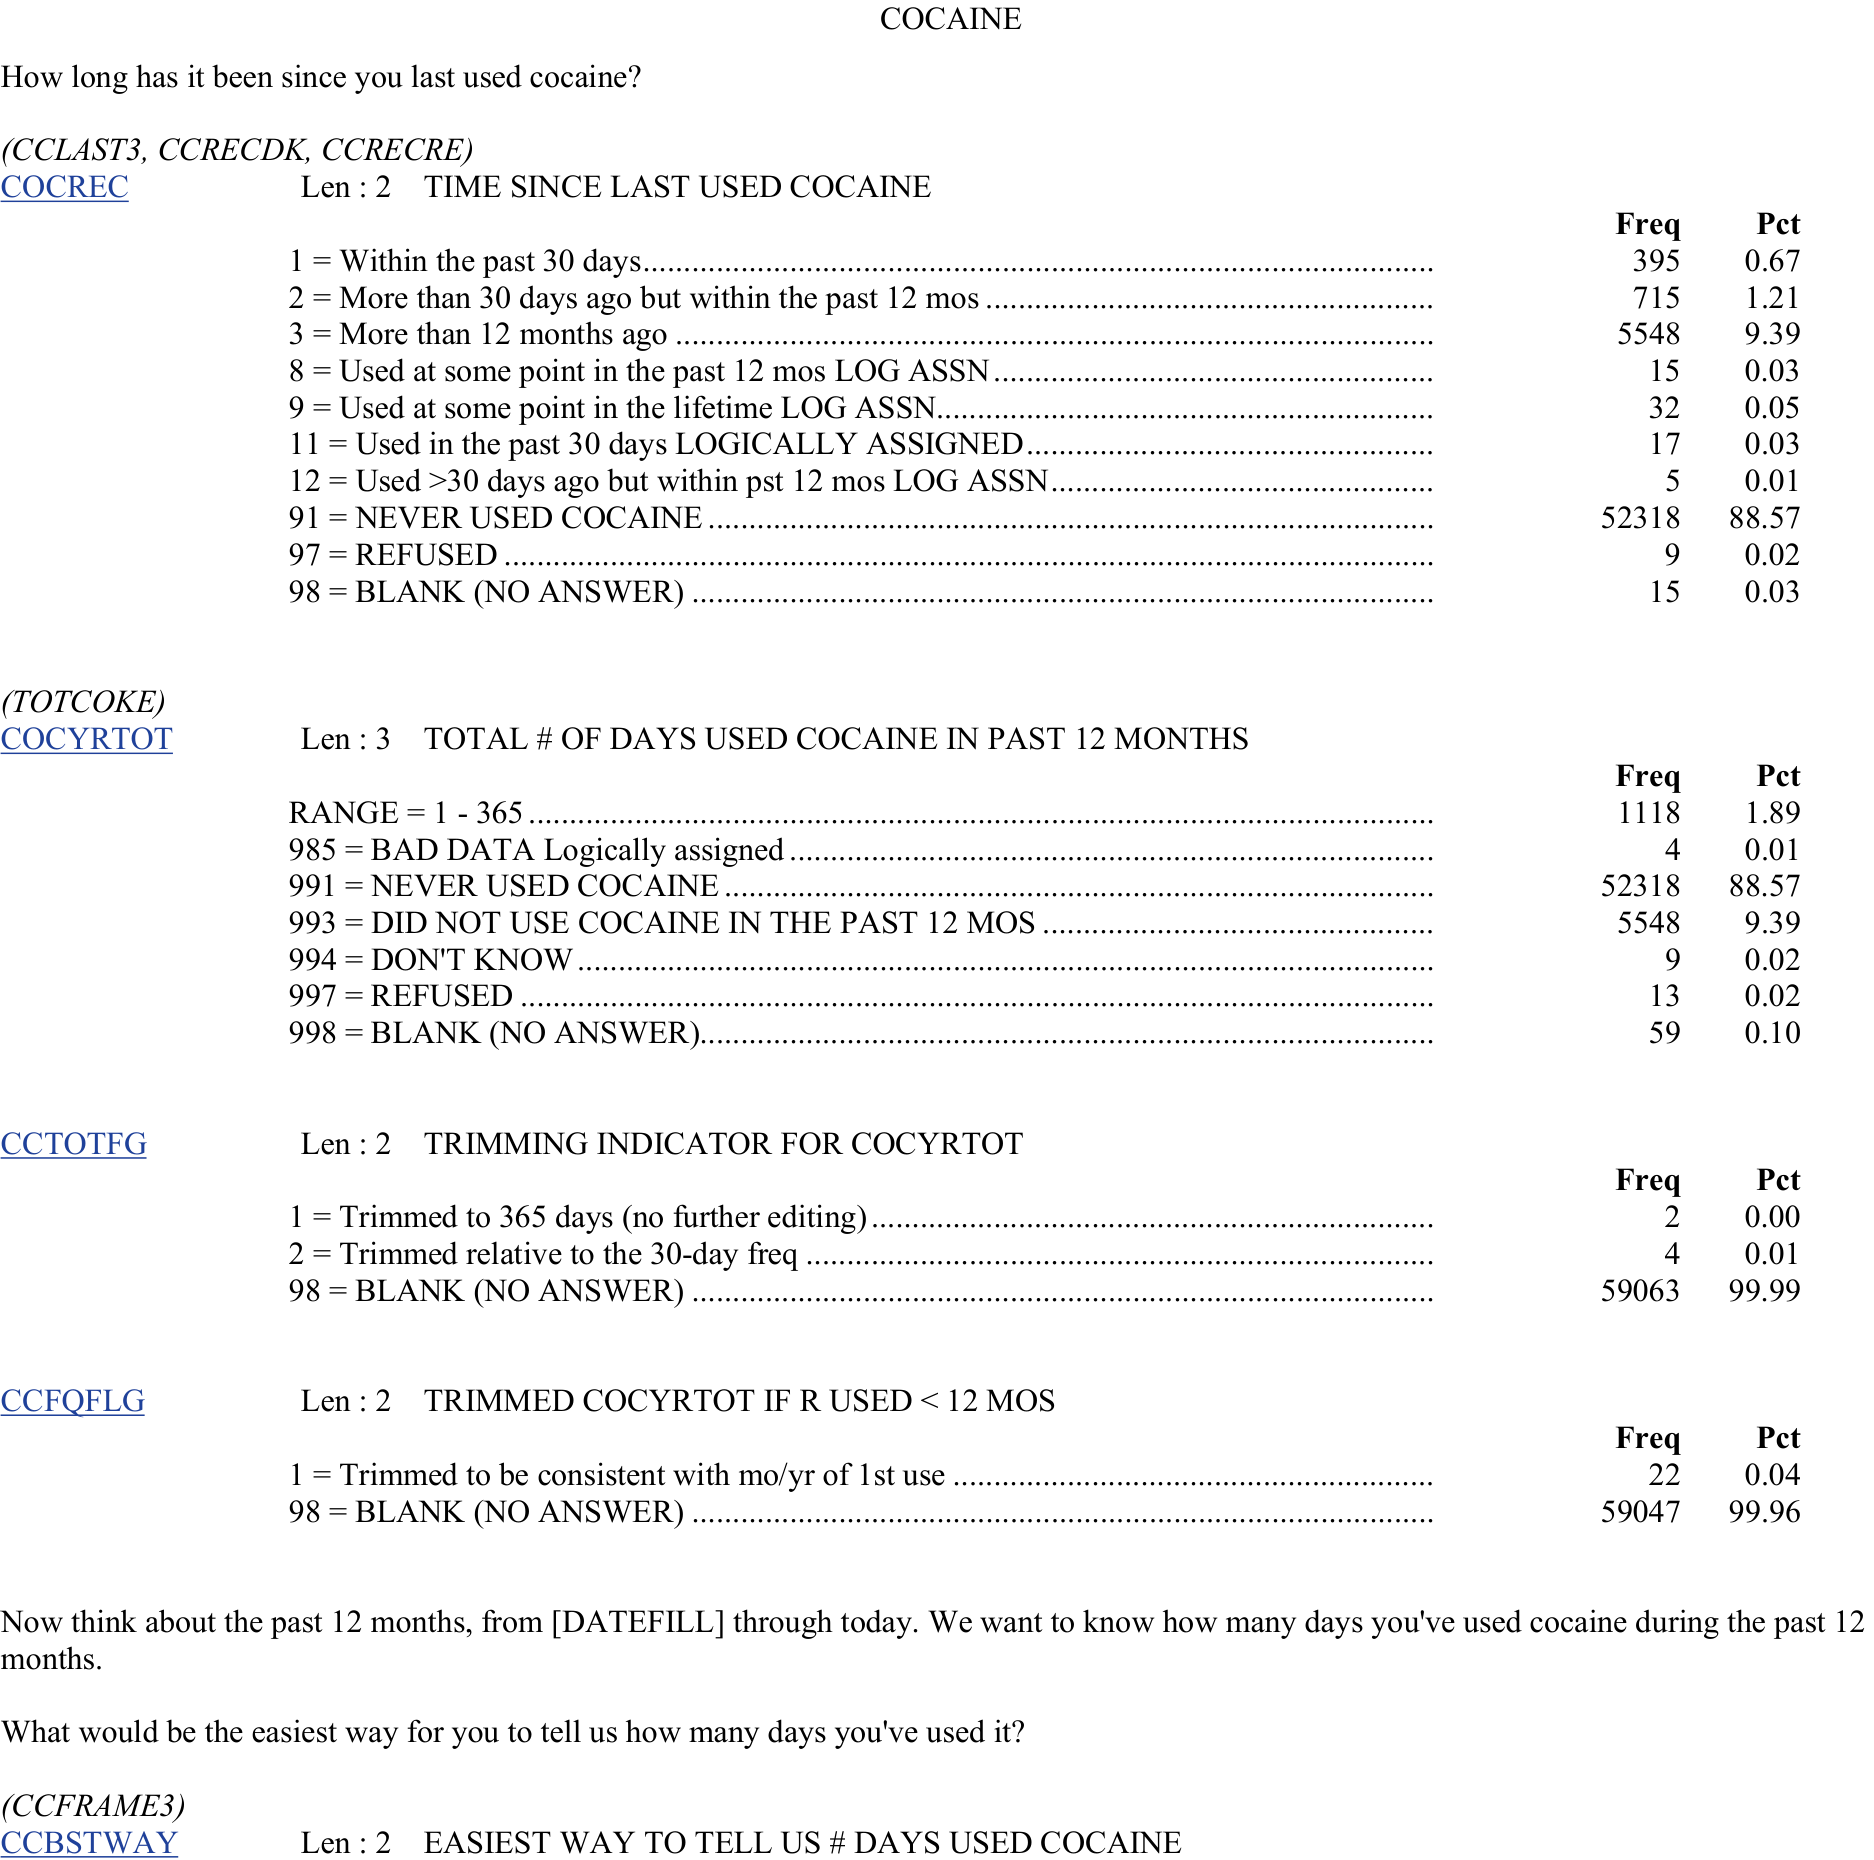 COCAINE
How long has it been since you last used cocaine?
(CCLAST3, CCRECDK, CCRECRE)
COCREC Len : 2 TIME SINCE LAST USED COCAINE
Freq Pct
1 = Within the past 30 days.................................................................................................. 395 0.67
2 = More than 30 days ago but within the past 12 mos ....................................................... 715 1.21
3 = More than 12 months ago ............................................................................................. 5548 9.39
8 = Used at some point in the past 12 mos LOG ASSN...................................................... 15 0.03
9 = Used at some point in the lifetime LOG ASSN............................................................. 32 0.05
11 = Used in the past 30 days LOGICALLY ASSIGNED.................................................. 17 0.03
12 = Used >30 days ago but within pst 12 mos LOG ASSN............................................... 5 0.01
91 = NEVER USED COCAINE ......................................................................................... 52318 88.57
97 = REFUSED .................................................................................................................. 9 0.02
98 = BLANK (NO ANSWER) ........................................................................................... 15 0.03
(TOTCOKE)
COCYRTOT Len : 3 TOTAL # OF DAYS USED COCAINE IN PAST 12 MONTHS
Freq Pct
RANGE = 1 - 365 ............................................................................................................... 1118 1.89
985 = BAD DATA Logically assigned ............................................................................... 4 0.01
991 = NEVER USED COCAINE ....................................................................................... 52318 88.57
993 = DID NOT USE COCAINE IN THE PAST 12 MOS ................................................ 5548 9.39
994 = DON'T KNOW ......................................................................................................... 9 0.02
997 = REFUSED ................................................................................................................ 13 0.02
998 = BLANK (NO ANSWER).......................................................................................... 59 0.10
CCTOTFG Len : 2 TRIMMING INDICATOR FOR COCYRTOT
Freq Pct
1 = Trimmed to 365 days (no further editing) ..................................................................... 2 0.00
2 = Trimmed relative to the 30-day freq ............................................................................. 4 0.01
98 = BLANK (NO ANSWER) ........................................................................................... 59063 99.99
CCFQFLG Len : 2 TRIMMED COCYRTOT IF R USED < 12 MOS
Freq Pct
1 = Trimmed to be consistent with mo/yr of 1st use ........................................................... 22 0.04
98 = BLANK (NO ANSWER) ........................................................................................... 59047 99.96
Now think about the past 12 months, from [DATEFILL] through today. We want to know how many days you've used cocaine during the past 12
months.
What would be the easiest way for you to tell us how many days you've used it?
(CCFRAME3)
CCBSTWAY Len : 2 EASIEST WAY TO TELL US # DAYS USED COCAINE